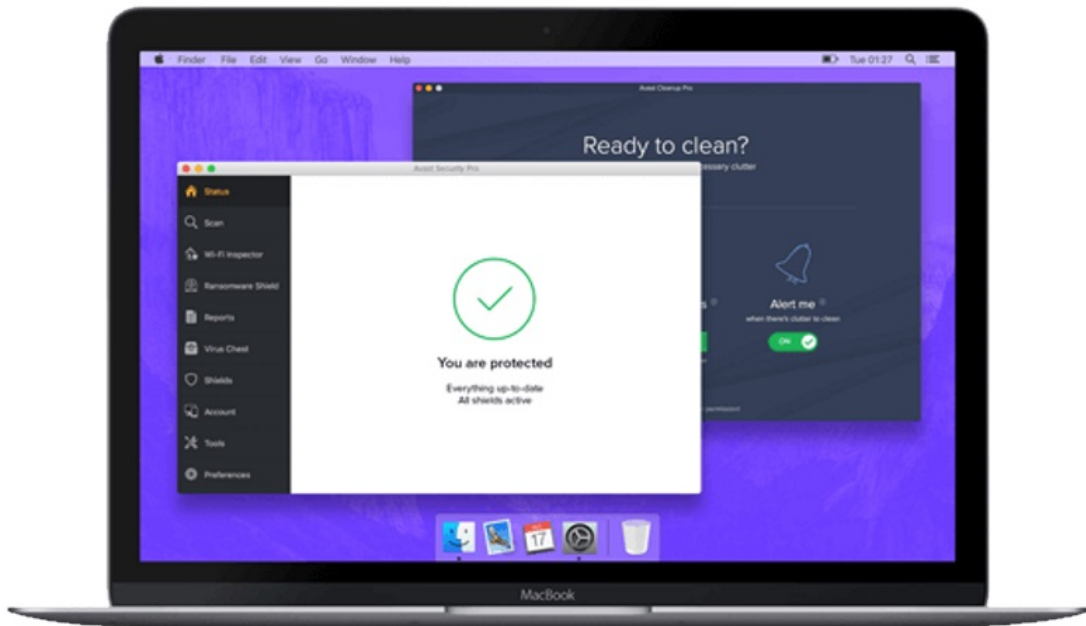 Finder File Edit View Go Window Help
Tue 01:27
Avast Cleanup Pro
Ready to clean?
clutter
Avast Security Pro
Status
Scan
Wi-Fi Inspector
Ransomware Shield
Reports
Virus Chest
Shields
Account
Tools
Preferences
You are protected
Everything up-to-date
All shields active
s
Alert me
when there's clutter to clean
ON
17
MacBook